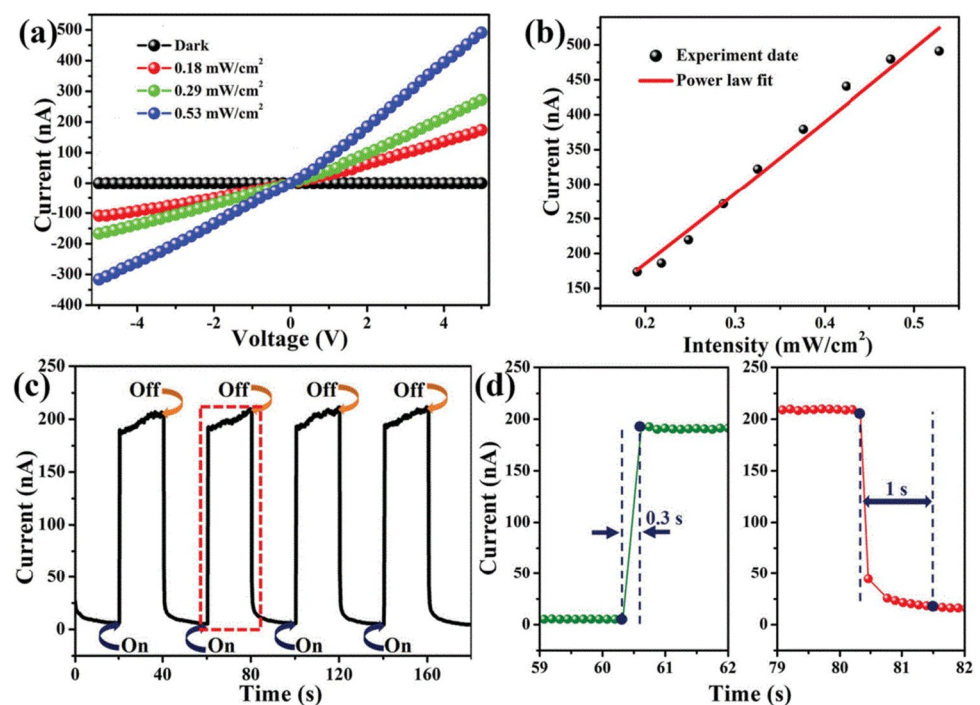 (a)
Dark
0.18 mW/cm²
0.29 mW/cm²
0.53 mW/cm²
Current (nA)
500
400
300
200
100
0
-100
-200
-300
-400
-4 -2 0 2 4
Voltage (V)
(b)
Experiment date
Power law fit
Current (nA)
500
450
400
350
300
250
200
150
0.2 0.3 0.4 0.5
Intensity (mW/cm²)
(c)
Off Off Off Off
Current (nA)
250
200
150
100
50
0
On On On On
0 40 80 120 160
Time (s)
(d)
Current (nA)
250
200
150
100
50
0
0.3 s
59 60 61 62
250
200
150
100
50
0
1 s
79 80 81 82
Time (s)